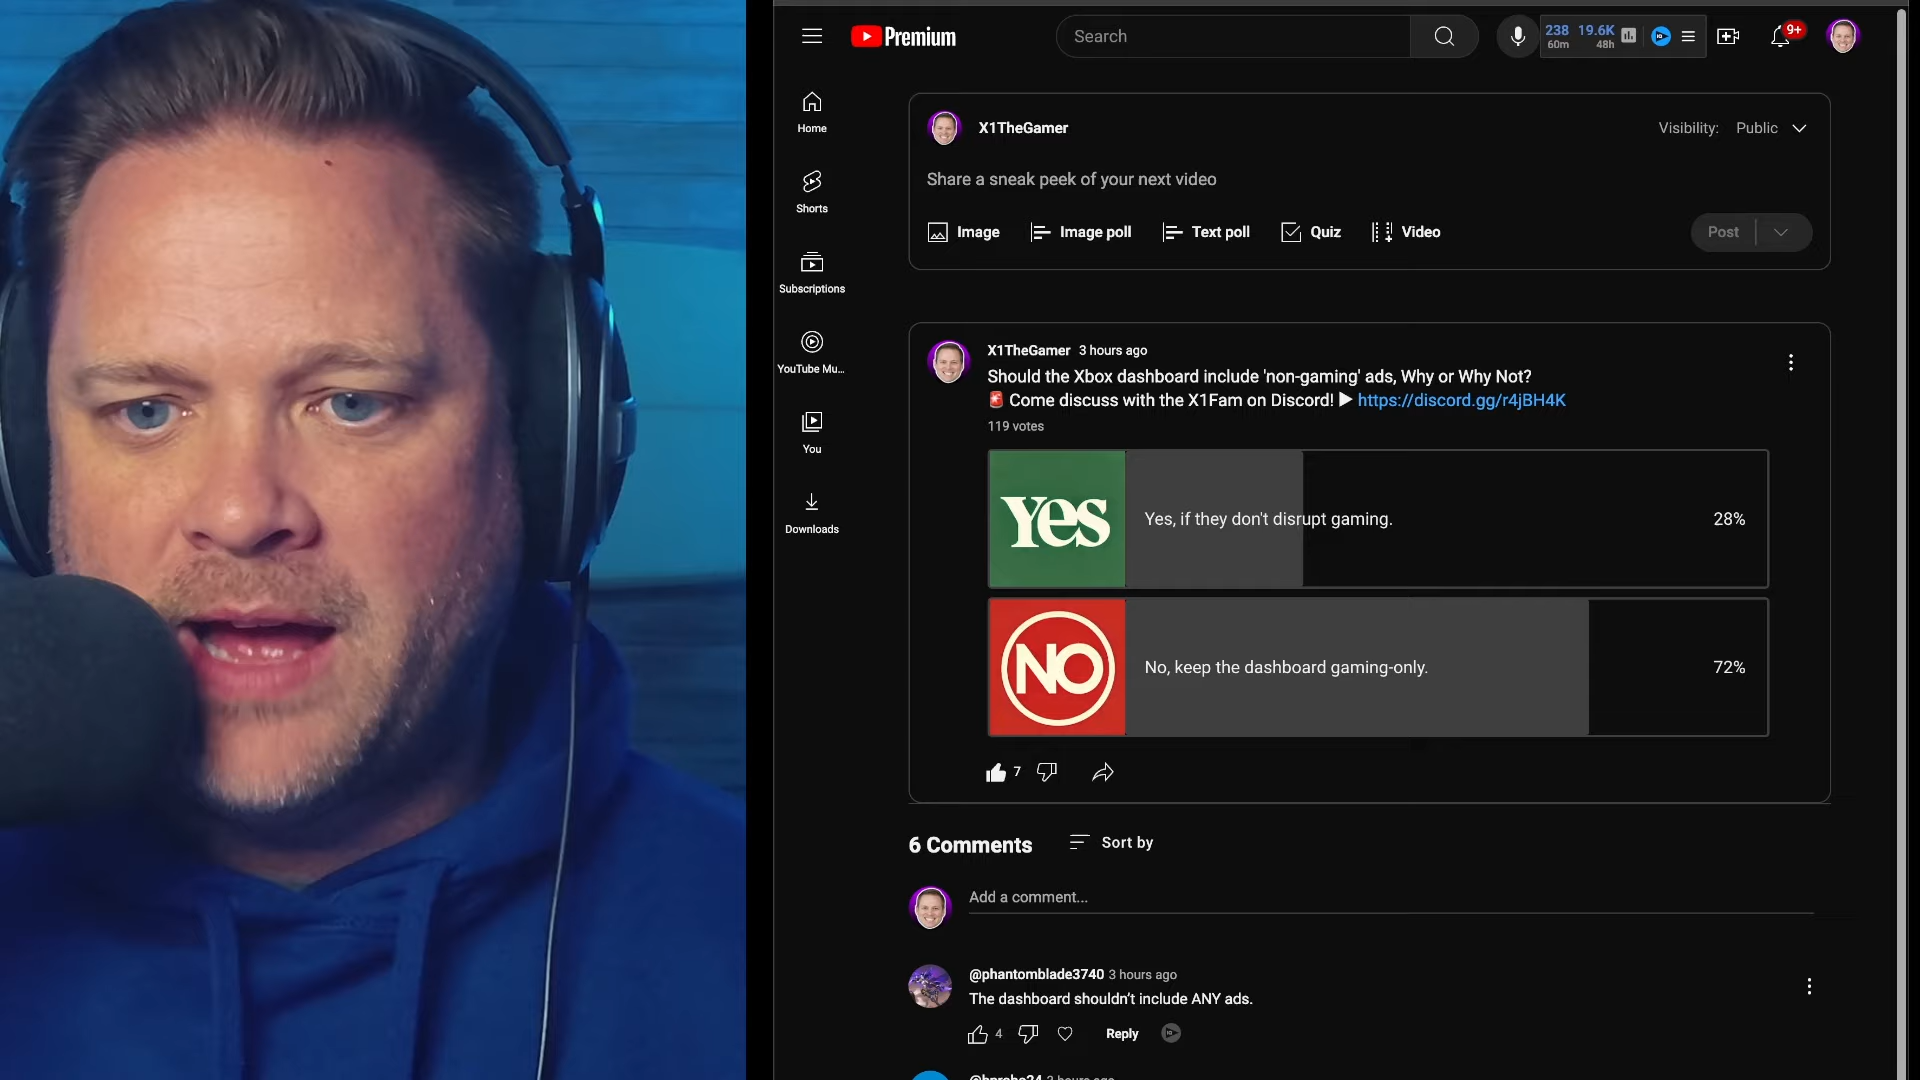 Premium
Search
238 19.6K
60m 48h
9+
Home
Shorts
Subscriptions
YouTube Mu...
You
Downloads
X1TheGamer
Visibility: Public
Share a sneak peek of your next video
Image Image poll Text poll Quiz Video
Post
X1TheGamer 3 hours ago
Should the Xbox dashboard include 'non-gaming' ads, Why or Why Not?
🚨 Come discuss with the X1Fam on Discord! ▶ https://discord.gg/r4jBH4K
119 votes
Yes
Yes, if they don't disrupt gaming. 28%
NO
No, keep the dashboard gaming-only. 72%
7
6 Comments Sort by
Add a comment...
@phantomblade3740 3 hours ago
The dashboard shouldn't include ANY ads.
4 Reply